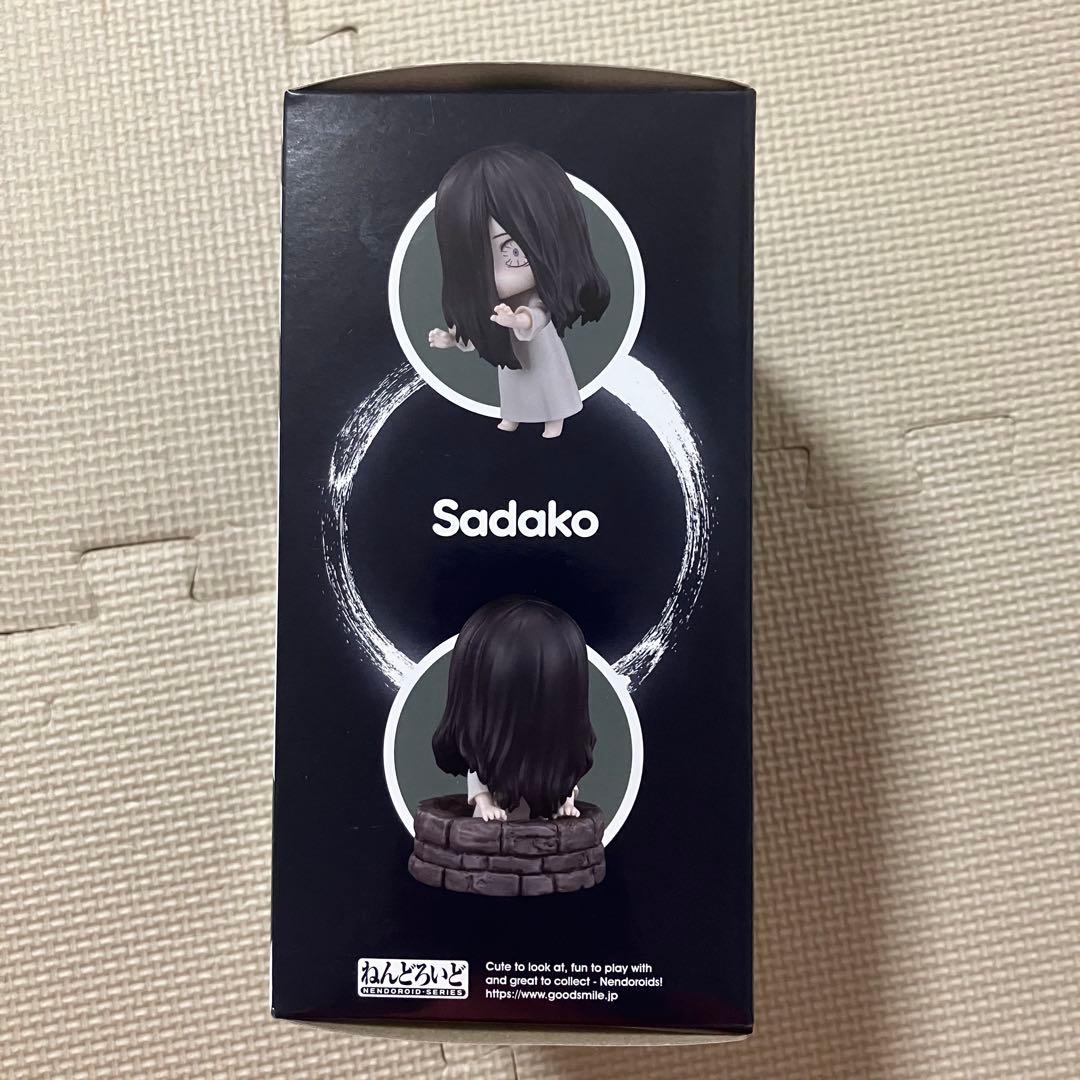 Sadako
ねんどろいど
NENDOROID-SERIES
Cute to look at, fun to play with
and great to collect - Nendoroids!
https://www.goodsmile.jp